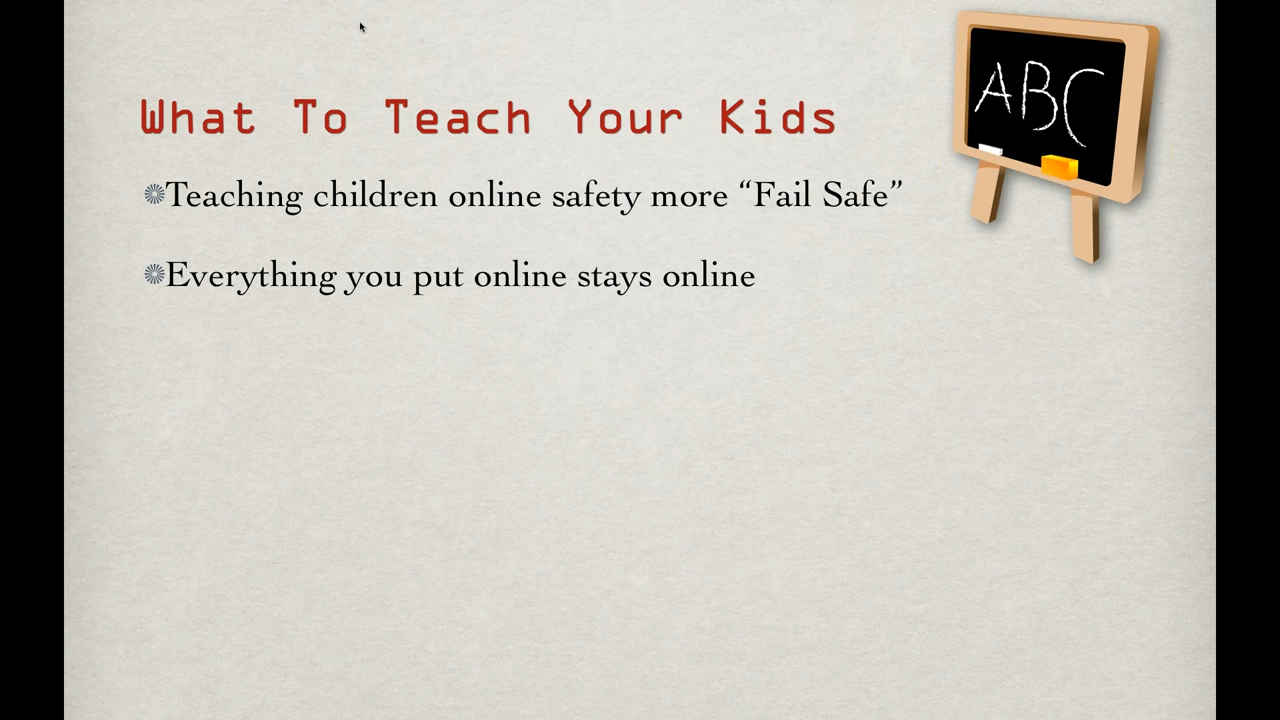 What To Teach Your Kids
ABC
Teaching children online safety more “Fail Safe”
Everything you put online stays online